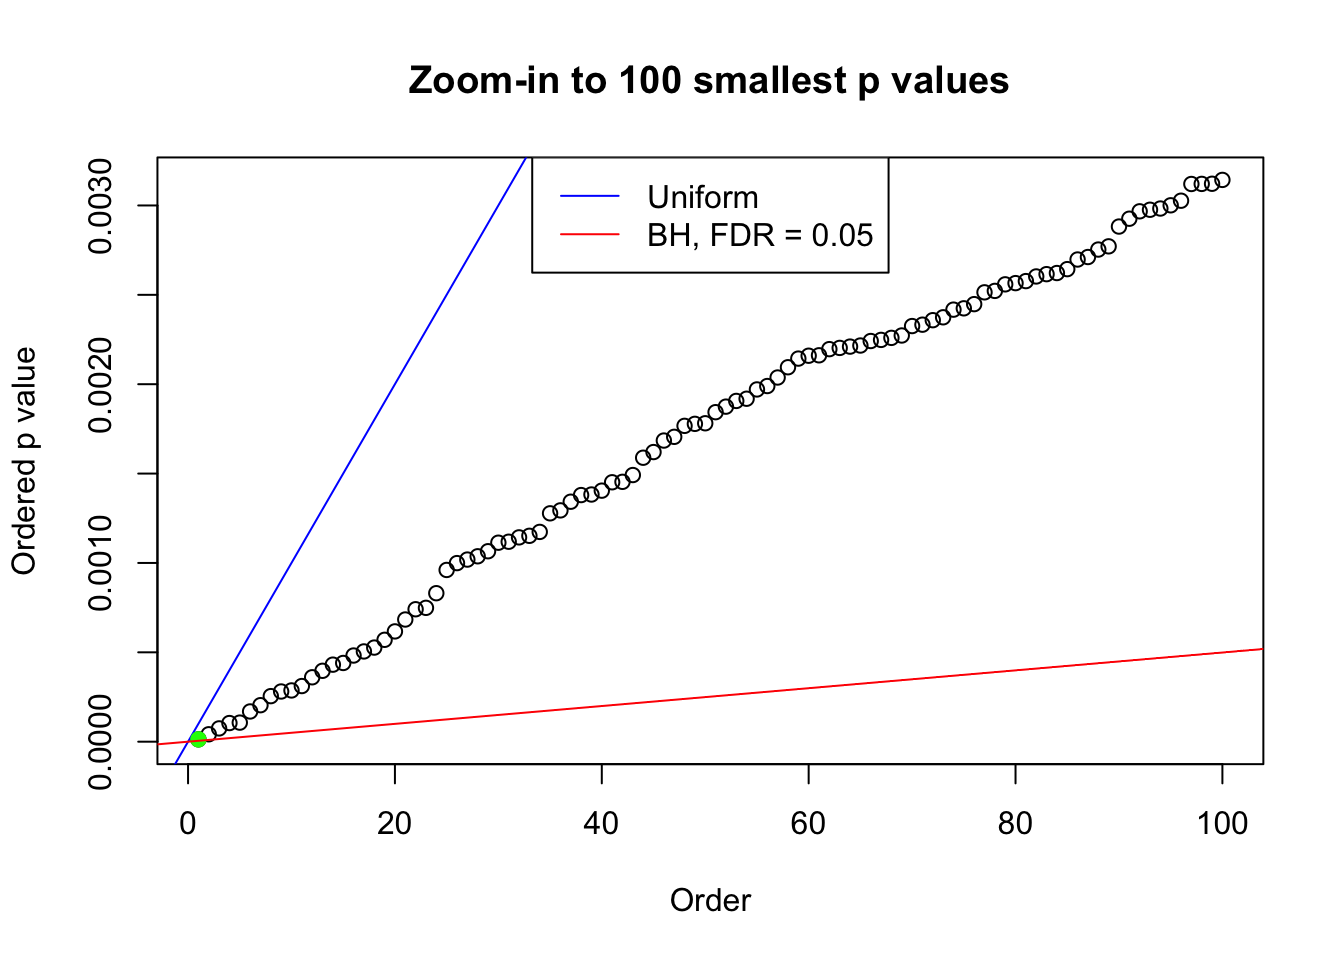 Zoom-in to 100 smallest p values
Uniform
BH, FDR = 0.05
Ordered p value
0.0030
0.0020
0.0010
0.0000
0 20 40 60 80 100
Order